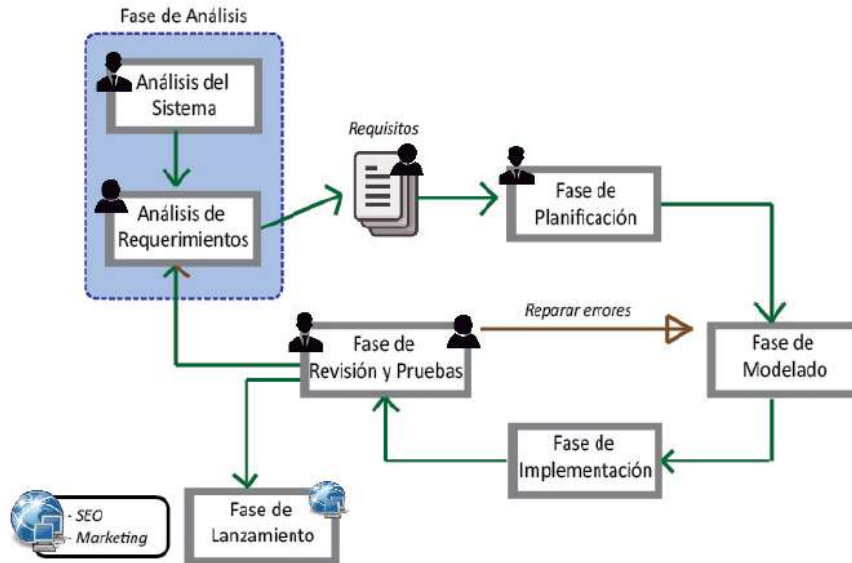 Fase de Análisis
Análisis del
Sistema
Requisitos
Análisis de
Requerimientos
Fase de
Planificación
Reparar errores
Fase de
Revisión y Pruebas
Fase de
Modelado
Fase de
Implementación
- SEO
- Marketing
Fase de
Lanzamiento